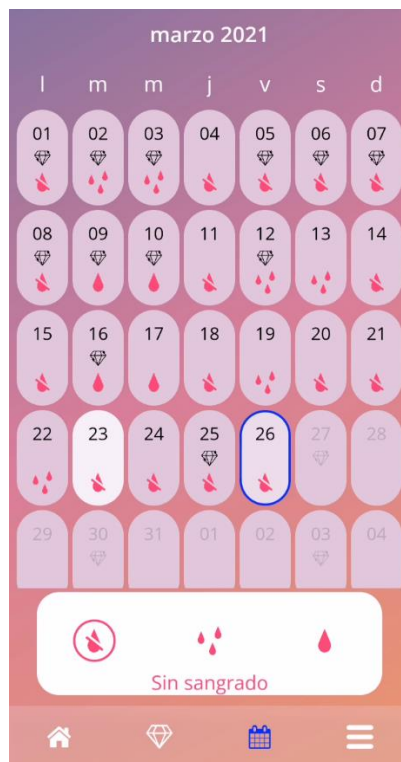 marzo 2021
l m m j v s d
01 02 03 04 05 06 07
08 09 10 11 12 13 14
15 16 17 18 19 20 21
22 23 24 25 26 27 28
29 30 31 01 02 03 04
Sin sangrado